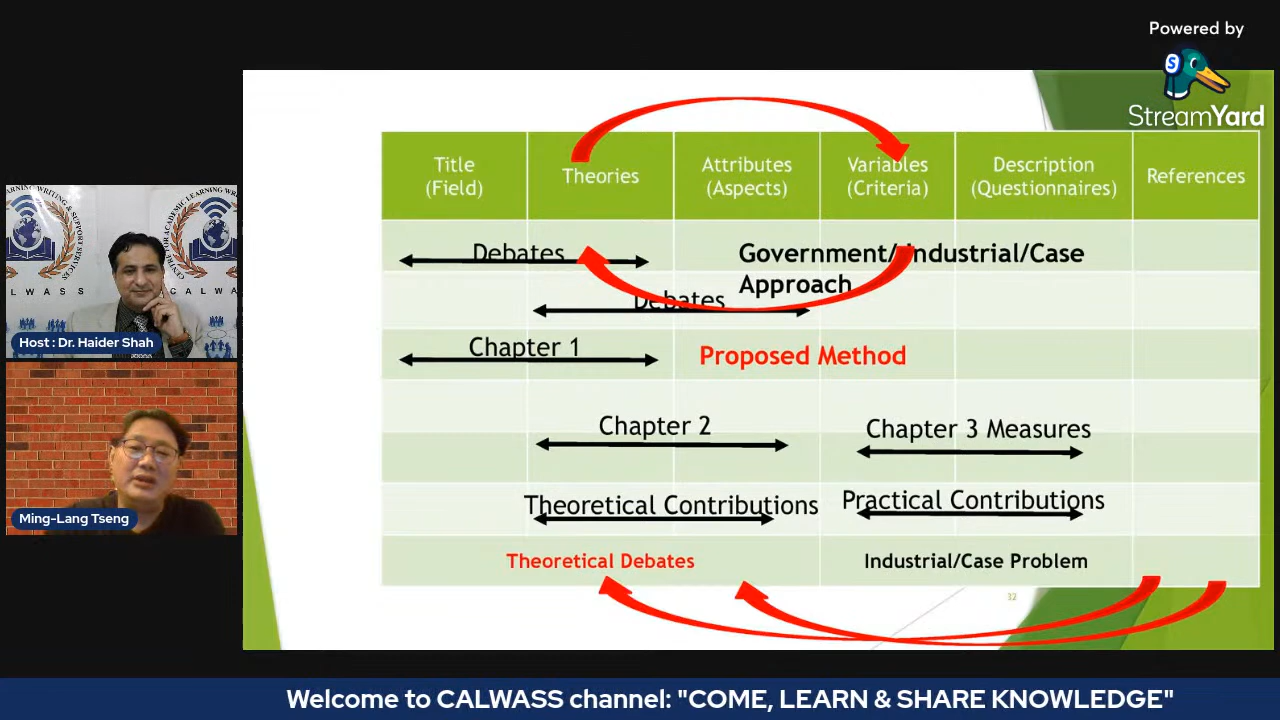 Powered by
S
StreamYard
Title
(Field)
Theories
Attributes
(Aspects)
Variables
(Criteria)
Description
(Questionnaires)
References
Debates
Government/Industrial/Case
Approach
Debates
Chapter 1
Proposed Method
Chapter 2
Chapter 3 Measures
Theoretical Contributions
Practical Contributions
Theoretical Debates
Industrial/Case Problem
32
CALWASS
Host : Dr. Haider Shah
Ming-Lang Tseng
Welcome to CALWASS channel: "COME, LEARN & SHARE KNOWLEDGE"